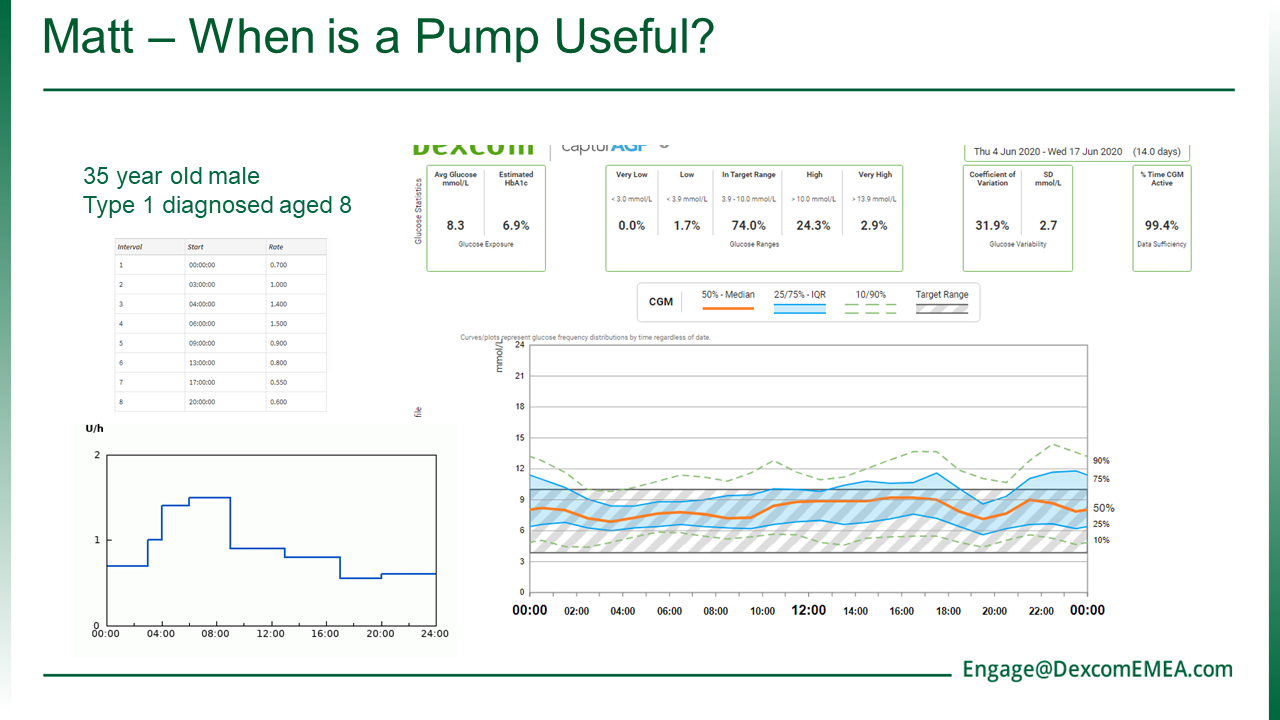 Matt – When is a Pump Useful?
35 year old male
Type 1 diagnosed aged 8
Interval Start Rate
1 00:00:00 0.700
2 03:00:00 1.000
3 04:00:00 1.400
4 06:00:00 1.500
5 09:00:00 0.900
6 13:00:00 0.800
7 17:00:00 0.550
8 20:00:00 0.600
U/h
2
1
0
00:00 04:00 08:00 12:00 16:00 20:00 24:00
Dexcom | capturAGP
Thu 4 Jun 2020 - Wed 17 Jun 2020 (14.0 days)
Glucose Statistics
Avg Glucose mmol/L
8.3
Estimated HbA1c
6.9%
Glucose Exposure
Very Low Low In Target Range High Very High
< 3.0 mmol/L < 3.9 mmol/L 3.9 - 10.0 mmol/L > 10.0 mmol/L > 13.9 mmol/L
0.0% 1.7% 74.0% 24.3% 2.9%
Glucose Ranges
Coefficient of Variation
31.9%
SD mmol/L
2.7
Glucose Variability
% Time CGM Active
99.4%
Data Sufficiency
CGM
50% - Median 25/75% - IQR 10/90% Target Range
Curves/plots represent glucose frequency distributions by time regardless of date.
mmol/L
file
24
21
18
15
12
9
6
3
0
90%
75%
50%
25%
10%
00:00 02:00 04:00 06:00 08:00 10:00 12:00 14:00 16:00 18:00 20:00 22:00 00:00
Engage@DexcomEMEA.com